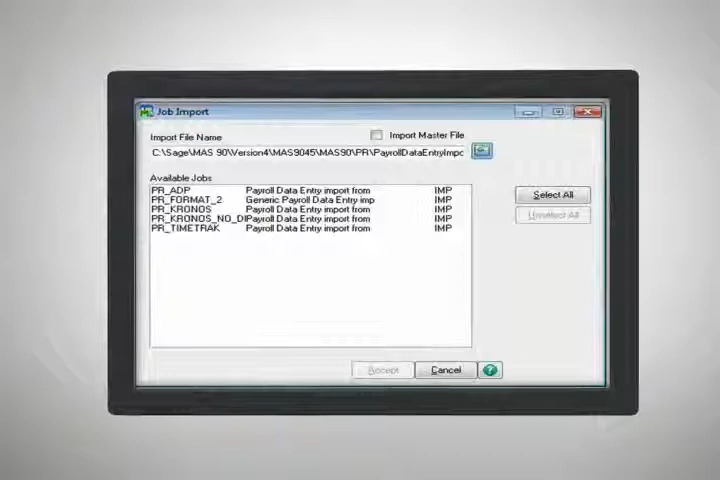 Job Import
Import File Name
Import Master File
C:\Sage\MAS 90\Version4\MAS9045\MAS90\PR\PayrollDataEntryImpc
Available Jobs
PR_ADP Payroll Data Entry import from IMP
PR_FORMAT_2 Generic Payroll Data Entry imp IMP
PR_KRONOS Payroll Data Entry import from IMP
PR_KRONOS_NO_DIPayroll Data Entry import from IMP
PR_TIMETRAK Payroll Data Entry import from IMP
Select All
Unselect All
Accept
Cancel
?